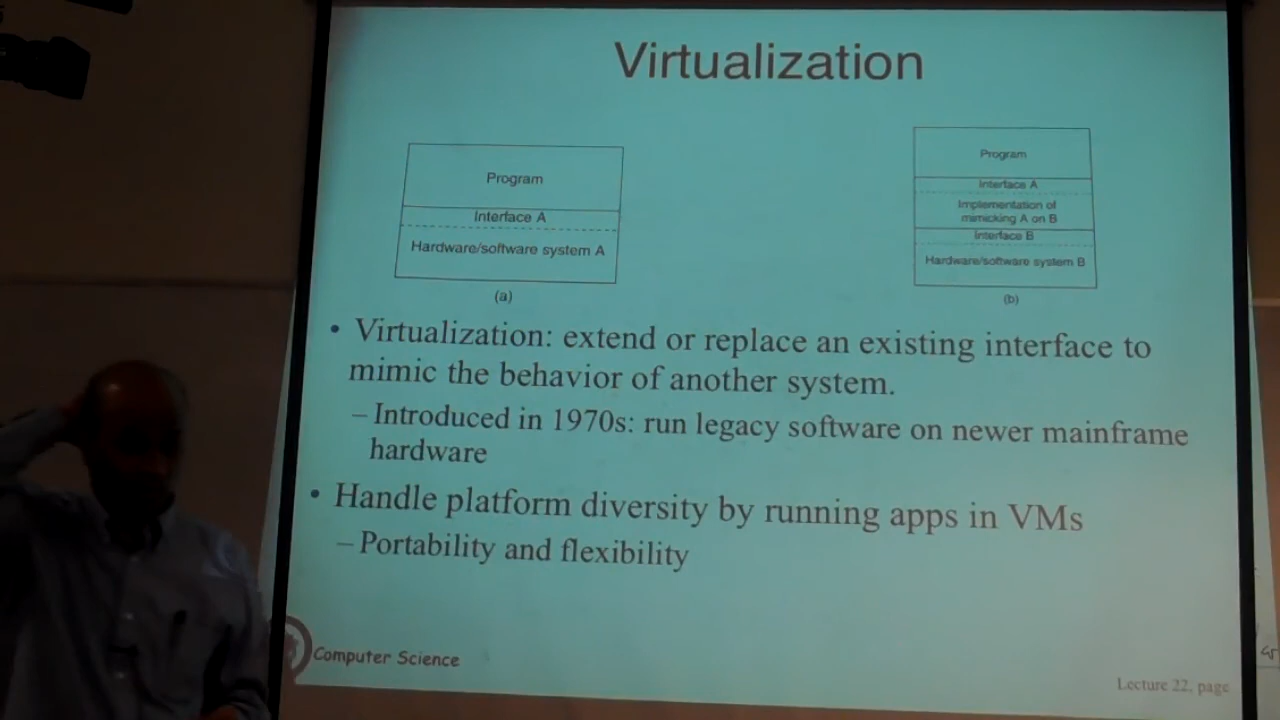 Virtualization
Program
Interface A
Hardware/software system A
(a)
Program
Interface A
Implementation of
mimicking A on B
Interface B
Hardware/software system B
(b)
• Virtualization: extend or replace an existing interface to
mimic the behavior of another system.
– Introduced in 1970s: run legacy software on newer mainframe
hardware
• Handle platform diversity by running apps in VMs
– Portability and flexibility
Computer Science
Lecture 22, page